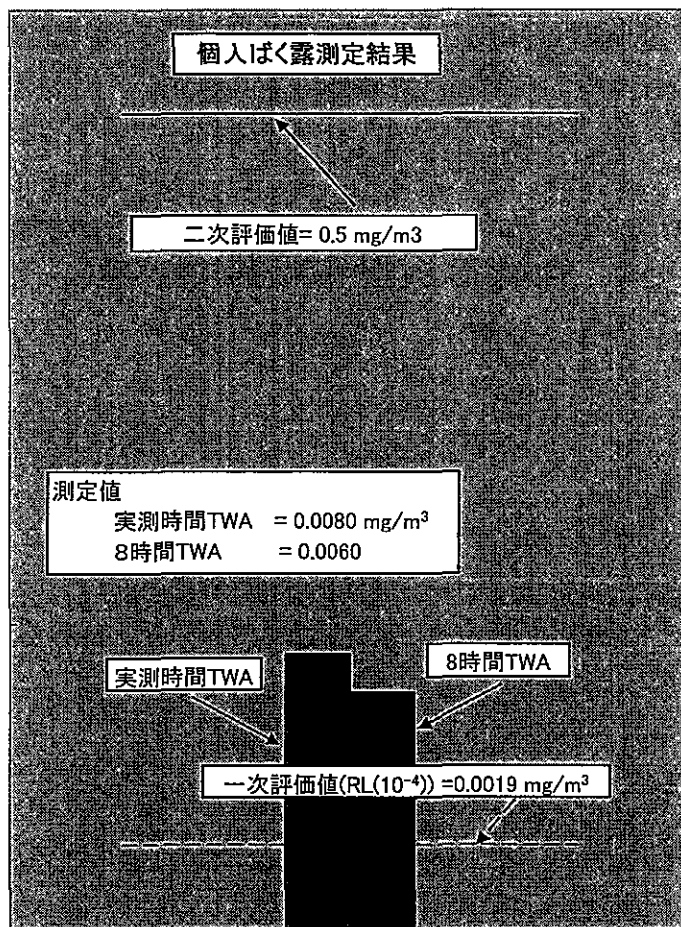 個人ばく露測定結果
二次評価値= 0.5 mg/m3
測定値
実測時間TWA = 0.0080 mg/m³
8時間TWA = 0.0060
実測時間TWA
8時間TWA
一次評価値(RL(10⁻⁴)) =0.0019 mg/m³